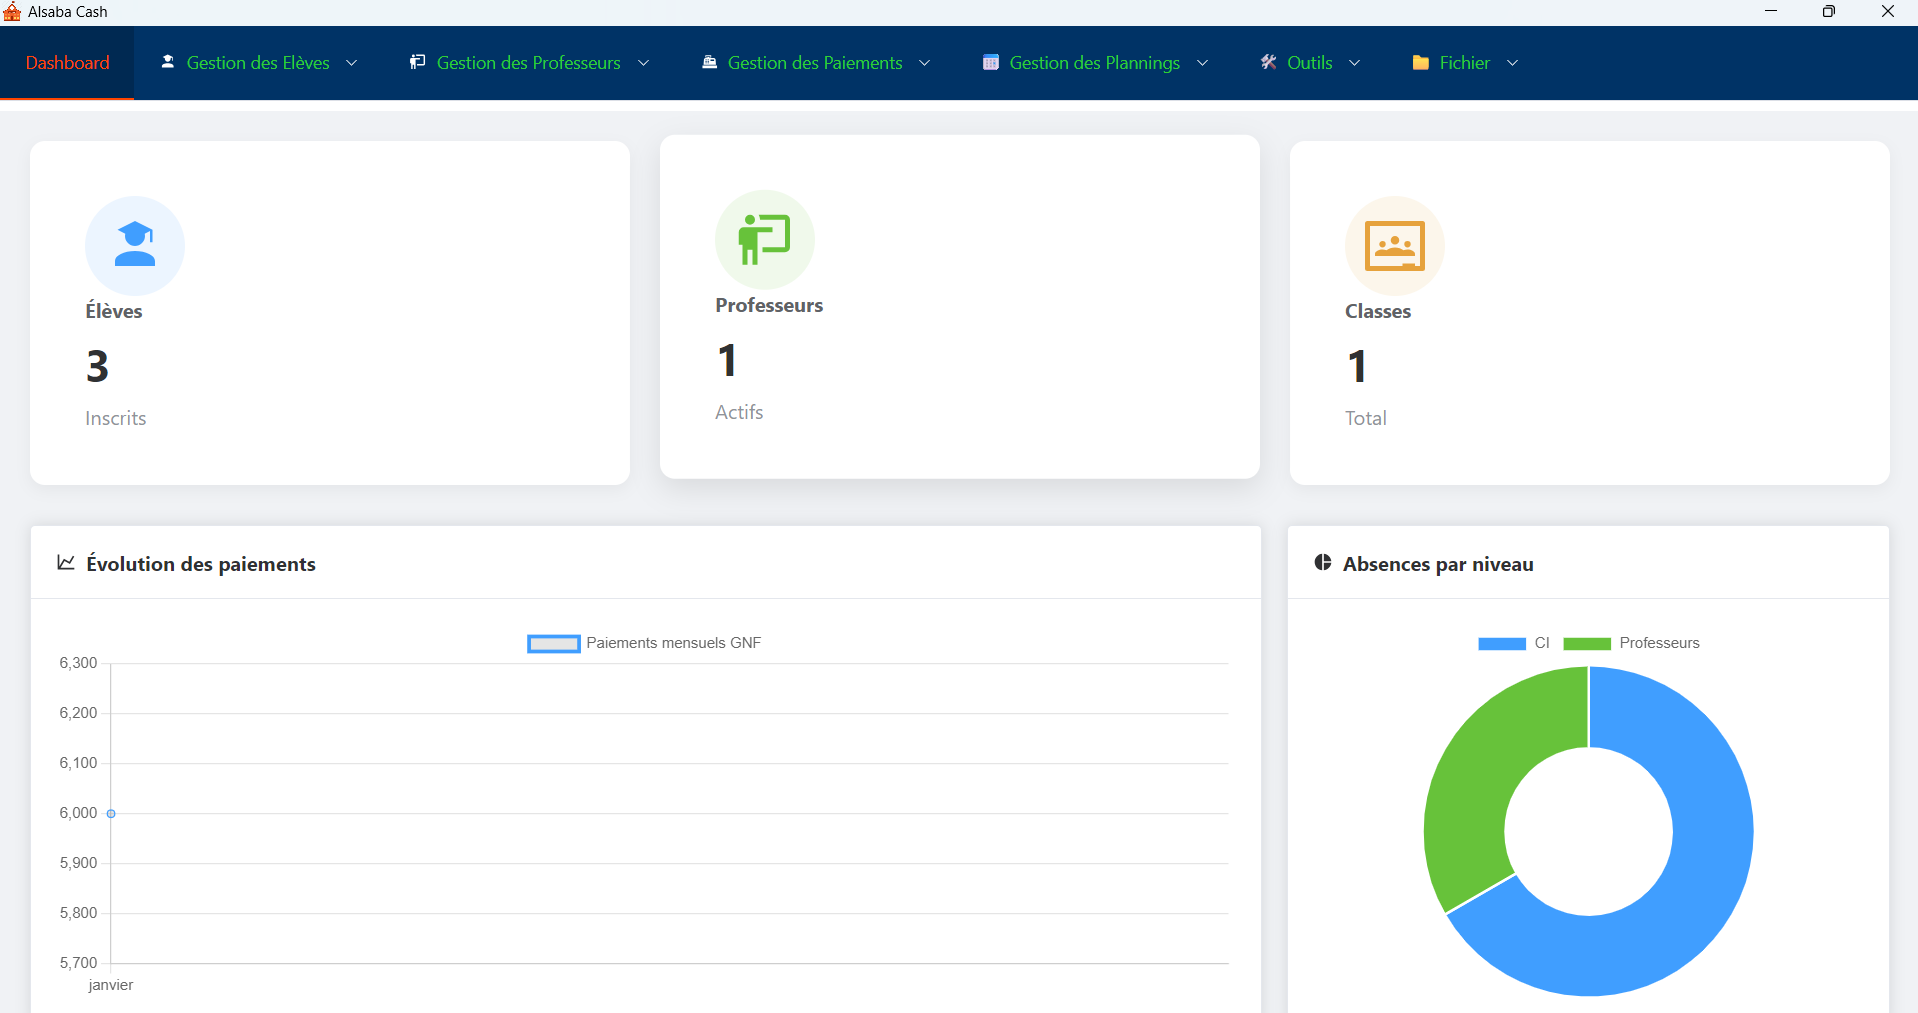 Alsaba Cash
Dashboard Gestion des Elèves Gestion des Professeurs Gestion des Paiements Gestion des Plannings Outils Fichier
Élèves
3
Inscrits
Professeurs
1
Actifs
Classes
1
Total
Évolution des paiements
Paiements mensuels GNF
6,300
6,200
6,100
6,000
5,900
5,800
5,700
janvier
Absences par niveau
CI Professeurs